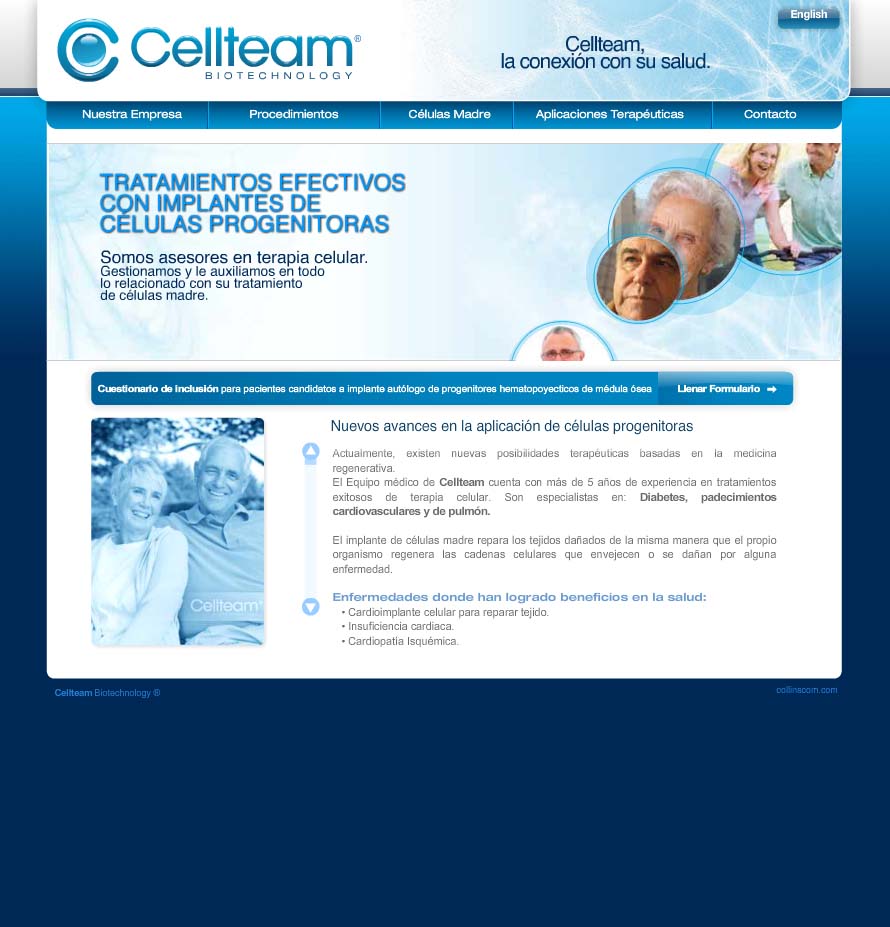 English
Cellteam®
BIOTECHNOLOGY
Cellteam,
la conexión con su salud.
Nuestra Empresa
Procedimientos
Células Madre
Aplicaciones Terapéuticas
Contacto
TRATAMIENTOS EFECTIVOS
CON IMPLANTES DE
CÉLULAS PROGENITORAS
Somos asesores en terapia celular.
Gestionamos y le auxiliamos en todo
lo relacionado con su tratamiento
de células madre.
Cuestionario de inclusión para pacientes candidatos a implante autólogo de progenitores hematopoyecticos de médula ósea
Llenar Formulario
Nuevos avances en la aplicación de células progenitoras
Actualmente, existen nuevas posibilidades terapéuticas basadas en la medicina
regenerativa.
El Equipo médico de Cellteam cuenta con más de 5 años de experiencia en tratamientos
exitosos de terapia celular. Son especialistas en: Diabetes, padecimientos
cardiovasculares y de pulmón.
El implante de células madre repara los tejidos dañados de la misma manera que el propio
organismo regenera las cadenas celulares que envejecen o se dañan por alguna
enfermedad.
Cellteam®
Enfermedades donde han logrado beneficios en la salud:
• Cardioimplante celular para reparar tejido.
• Insuficiencia cardiaca.
• Cardiopatía Isquémica.
Cellteam Biotechnology ®
collinscom.com